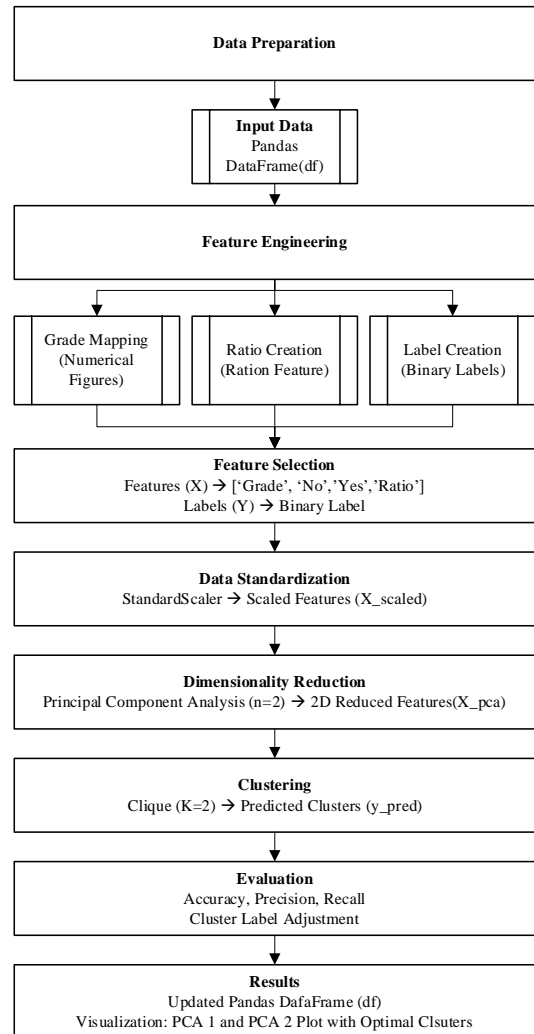 Data Preparation
Input Data
Pandas
DataFrame(df)
Feature Engineering
Grade Mapping
(Numerical
Figures)
Ratio Creation
(Ration Feature)
Label Creation
(Binary Labels)
Feature Selection
Features (X) → [‘Grade’, ‘No’,’Yes’,’Ratio’]
Labels (Y) → Binary Label
Data Standardization
StandardScaler → Scaled Features (X_scaled)
Dimensionality Reduction
Principal Component Analysis (n=2) → 2D Reduced Features(X_pca)
Clustering
Clique (K=2) → Predicted Clusters (y_pred)
Evaluation
Accuracy, Precision, Recall
Cluster Label Adjustment
Results
Updated Pandas DafaFrame (df)
Visualization: PCA 1 and PCA 2 Plot with Optimal Clsuters